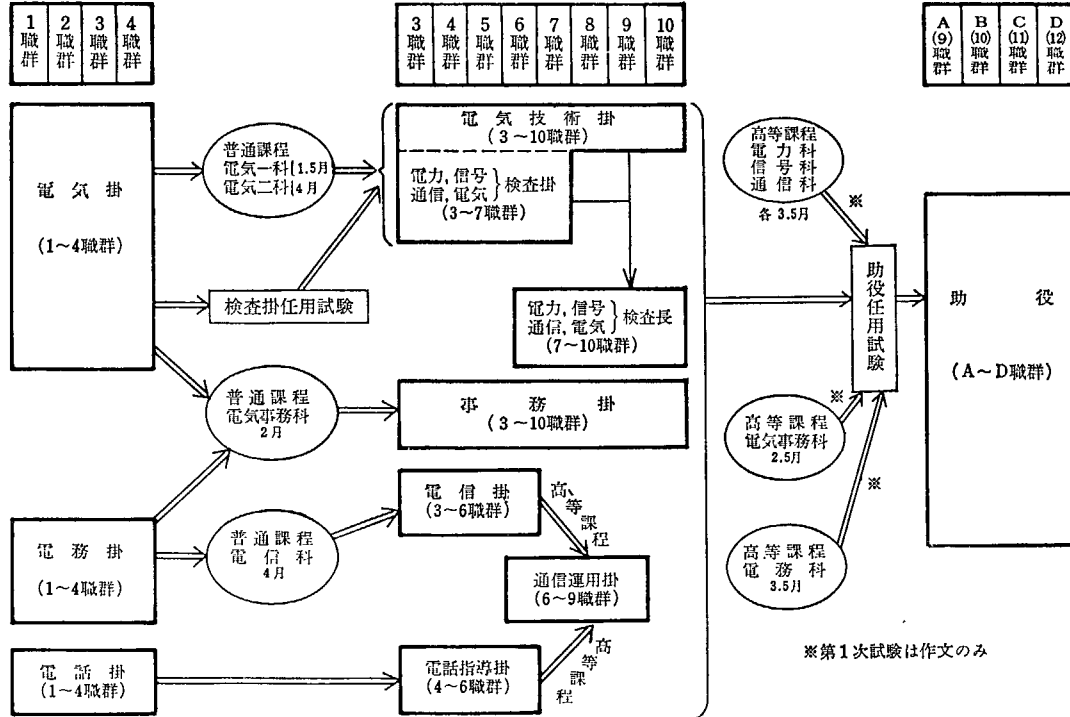 1職群
2職群
3職群
4職群
3職群
4職群
5職群
6職群
7職群
8職群
9職群
10職群
A(9)職群
B(10)職群
C(11)職群
D(12)職群
電気掛
(1~4職群)
普通課程
電気一科{1.5月
電気二科{4月
検査掛任用試験
電気技術掛
(3~10職群)
電力,信号
通信,電気}検査掛
(3~7職群)
電力,信号
通信,電気}検査長
(7~10職群)
普通課程
電気事務科
2月
事務掛
(3~10職群)
電務掛
(1~4職群)
普通課程
電信科
4月
電信掛
(3~6職群)
高等課程
通信運用掛
(6~9職群)
電話掛
(1~4職群)
電話指導掛
(4~6職群)
高等課程
高等課程
電力科
信号科
通信科
各3.5月
※
助役任用試験
※
高等課程
電気事務科
2.5月
※
高等課程
電務科
3.5月
助役
(A~D職群)
※第1次試験は作文のみ